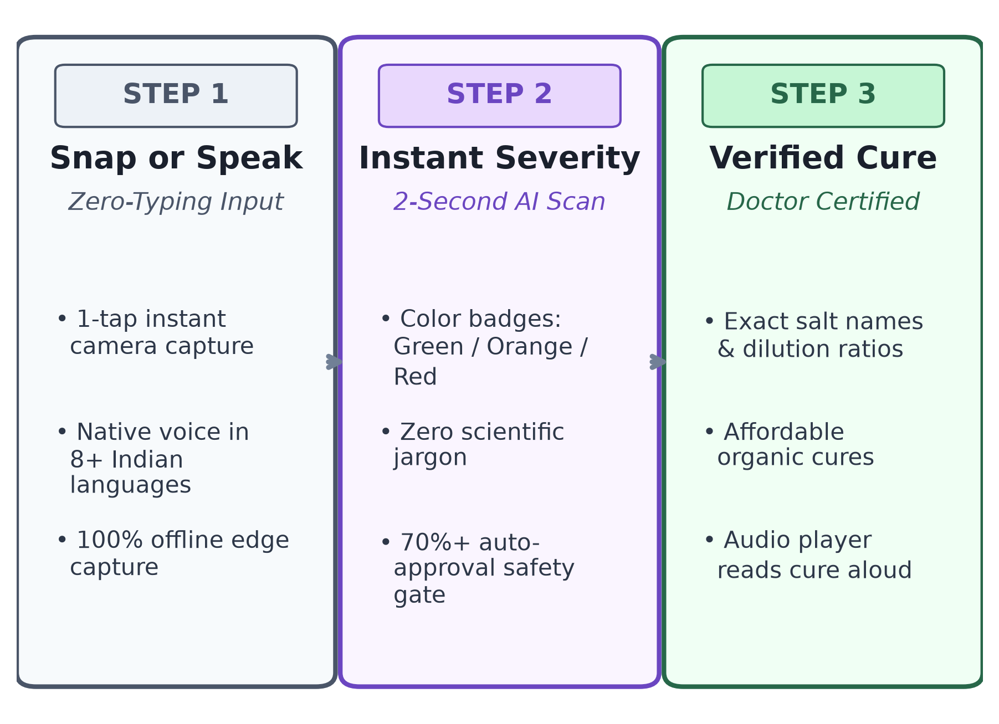 STEP 1
Snap or Speak
Zero-Typing Input
• 1-tap instant
camera capture
• Native voice in
8+ Indian
languages
• 100% offline edge
capture
STEP 2
Instant Severity
2-Second AI Scan
• Color badges:
Green / Orange /
Red
• Zero scientific
jargon
• 70%+ auto-
approval safety
gate
STEP 3
Verified Cure
Doctor Certified
• Exact salt names
& dilution ratios
• Affordable
organic cures
• Audio player
reads cure aloud